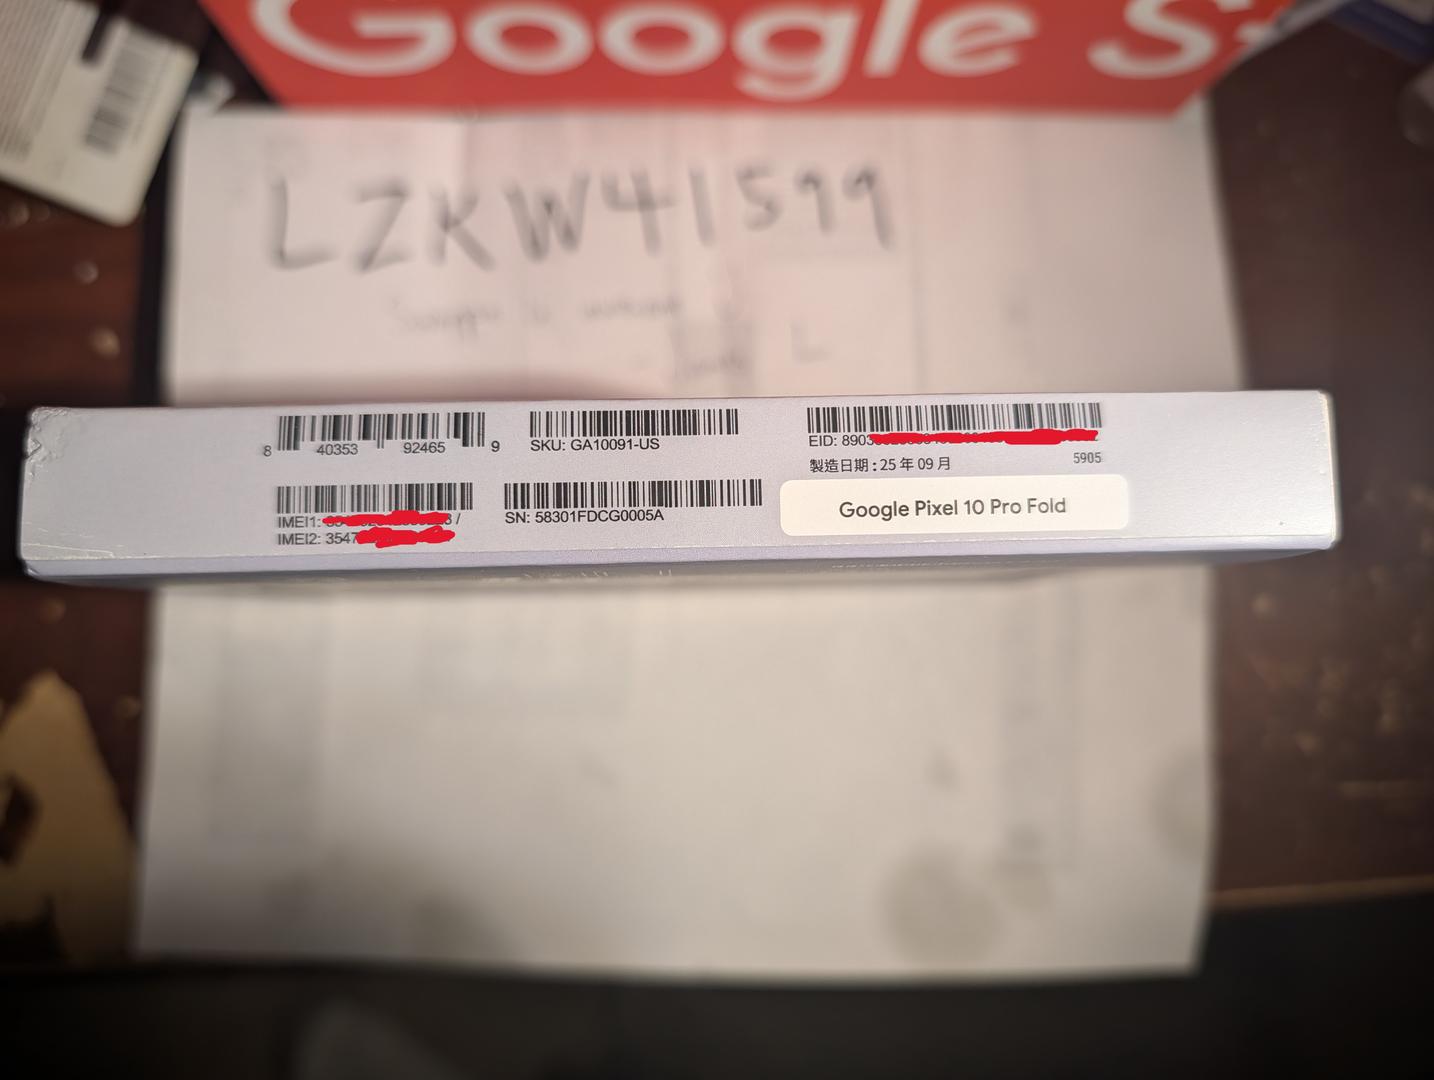 Google S
LZKW41599
8 40353 92465 9
SKU: GA10091-US
EID: 8903
製造日期 : 25 年 09 月
5905
IMEI1: /
IMEI2: 3547
SN: 58301FDCG0005A
Google Pixel 10 Pro Fold